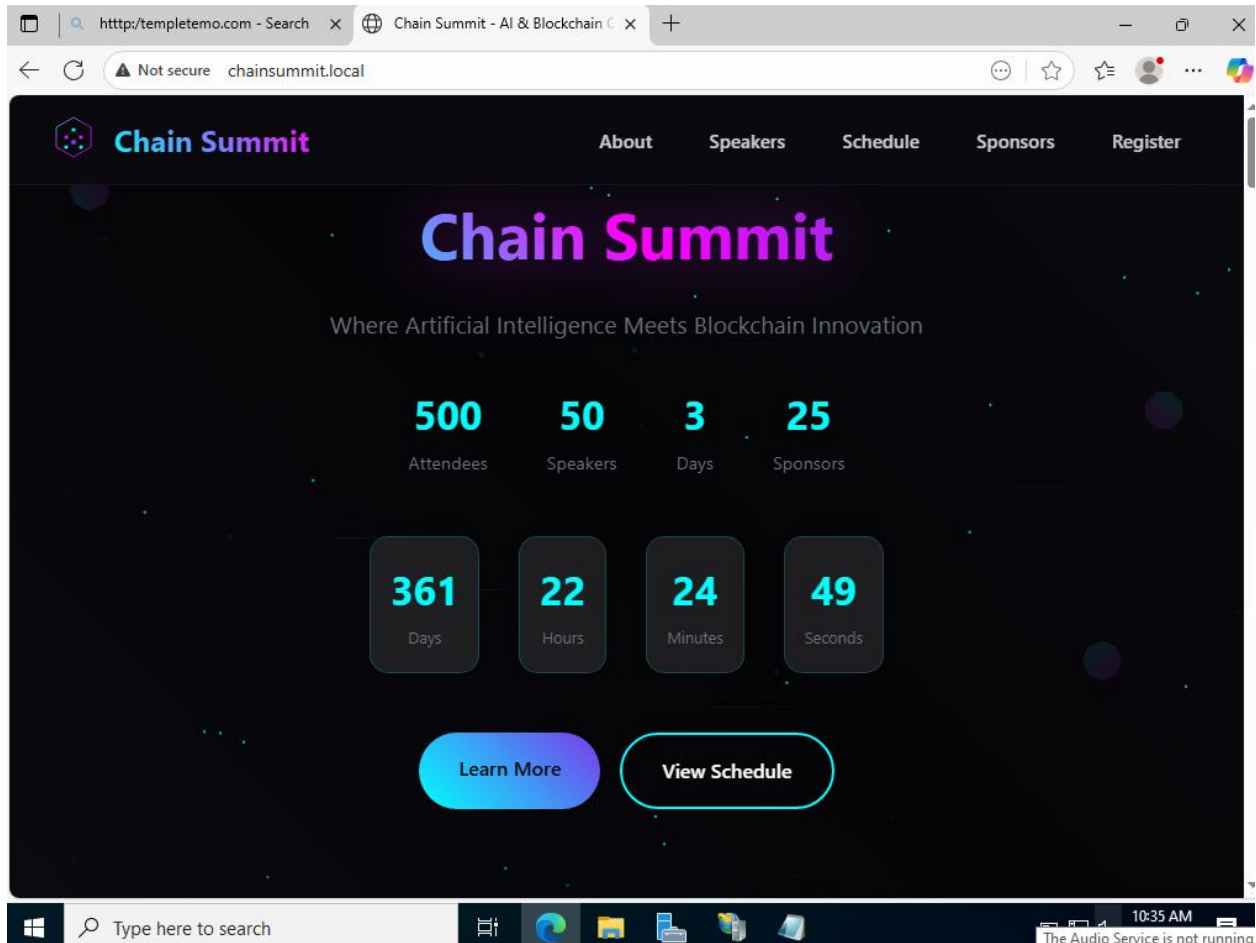 htttp:/templetemo.com - Search
Chain Summit - AI & Blockchain C
Not secure chainsummit.local
Chain Summit
About Speakers Schedule Sponsors Register
Chain Summit
Where Artificial Intelligence Meets Blockchain Innovation
500 50 3 25
Attendees Speakers Days Sponsors
361 22 24 49
Days Hours Minutes Seconds
Learn More View Schedule
Type here to search
10:35 AM
The Audio Service is not running